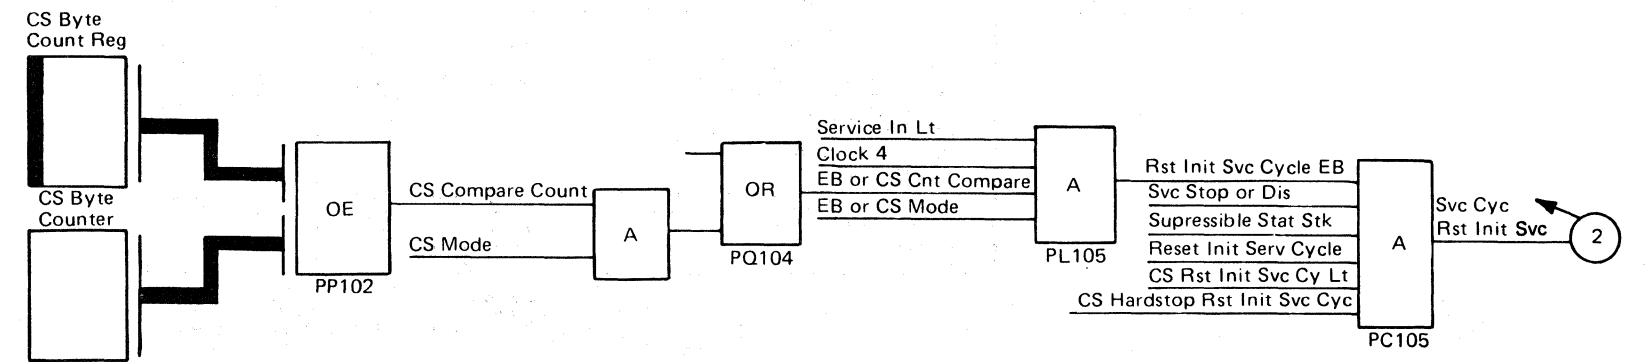 CS Byte
Count Reg
CS Byte
Counter
OE
PP102
CS Compare Count
CS Mode
A
OR
PQ104
Service In Lt
Clock 4
EB or CS Cnt Compare
EB or CS Mode
A
PL105
Rst Init Svc Cycle EB
Svc Stop or Dis
Supressible Stat Stk
Reset Init Serv Cycle
CS Rst Init Svc Cy Lt
CS Hardstop Rst Init Svc Cyc
A
PC105
Svc Cyc
Rst Init Svc
2